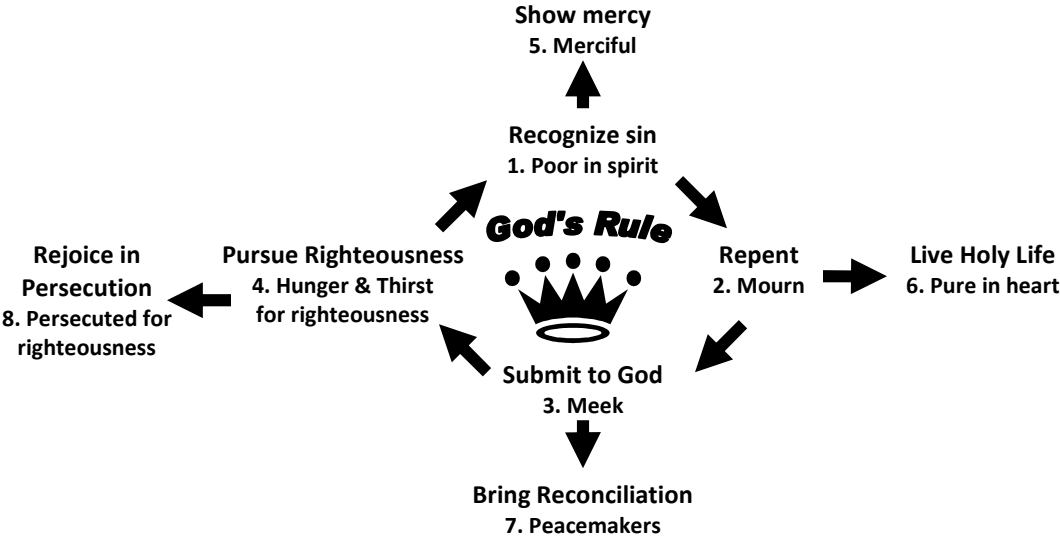 Show mercy
5. Merciful
Recognize sin
1. Poor in spirit
God's Rule
Rejoice in
Persecution
8. Persecuted for
righteousness
Pursue Righteousness
4. Hunger & Thirst
for righteousness
Repent
2. Mourn
Live Holy Life
6. Pure in heart
Submit to God
3. Meek
Bring Reconciliation
7. Peacemakers